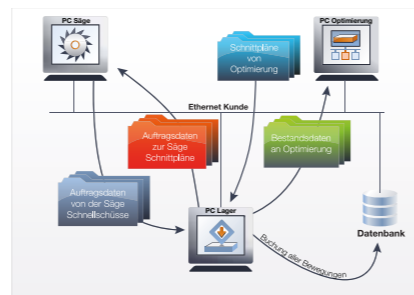 PC Säge
PC Optimierung
Schnittpläne
von
Optimierung
Ethernet Kunde
Auftragsdaten
zur Säge
Schnittpläne
Bestandsdaten
an Optimierung
Auftragsdaten
von der Säge
Schnellschüsse
PC Lager
Datenbank
Buchung aller Bewegungen